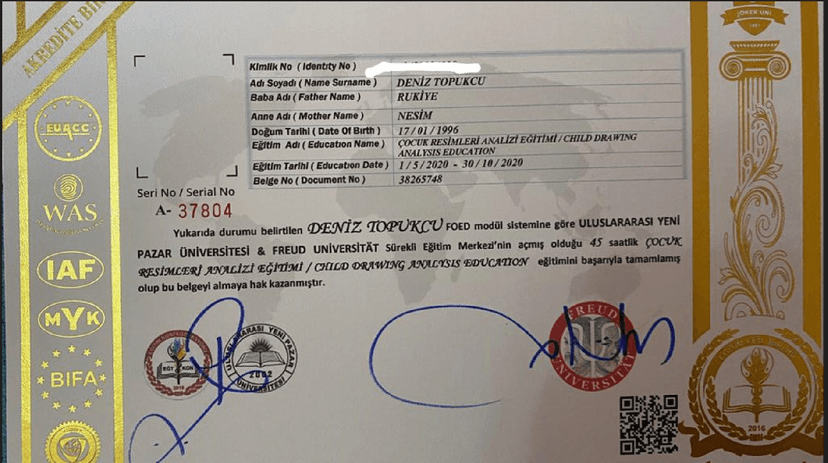 AKREDİTE BİR
JOKER UNI
EURCC
WAS
IAF
MYK
BIFA
Kimlik No ( Identity No )
Adı Soyadı ( Name Surname ) DENİZ TOPUKCU
Baba Adı ( Father Name ) RUKİYE
Anne Adı ( Mother Name ) NESİM
Doğum Tarihi ( Date Of Birth ) 17 / 01 / 1996
Eğitim Adı ( Education Name ) ÇOCUK RESİMLERİ ANALİZİ EĞİTİMİ / CHILD DRAWING
ANALYSIS EDUCATION
Eğitim Tarihi ( Education Date ) 1 / 5 / 2020 - 30 / 10 / 2020
Belge No ( Document No ) 38265748
Seri No / Serial No
A- 37804
Yukarıda durumu belirtilen DENİZ TOPUKCU FOED modül sistemine göre ULUSLARARASI YENİ
PAZAR ÜNİVERSİTESİ & FREUD UNIVERSITÄT Sürekli Eğitim Merkezi'nin açmış olduğu 45 saatlik ÇOCUK
RESİMLERİ ANALİZİ EĞİTİMİ / CHILD DRAWING ANALYSIS EDUCATION eğitimini başarıyla tamamlamış
olup bu belgeyi almaya hak kazanmıştır.
EĞT KON
ULUSLARARASI YENİ PAZAR
2002
ÜNİVERSİTESİ
FREUD
UNIVERSITÄT
2016